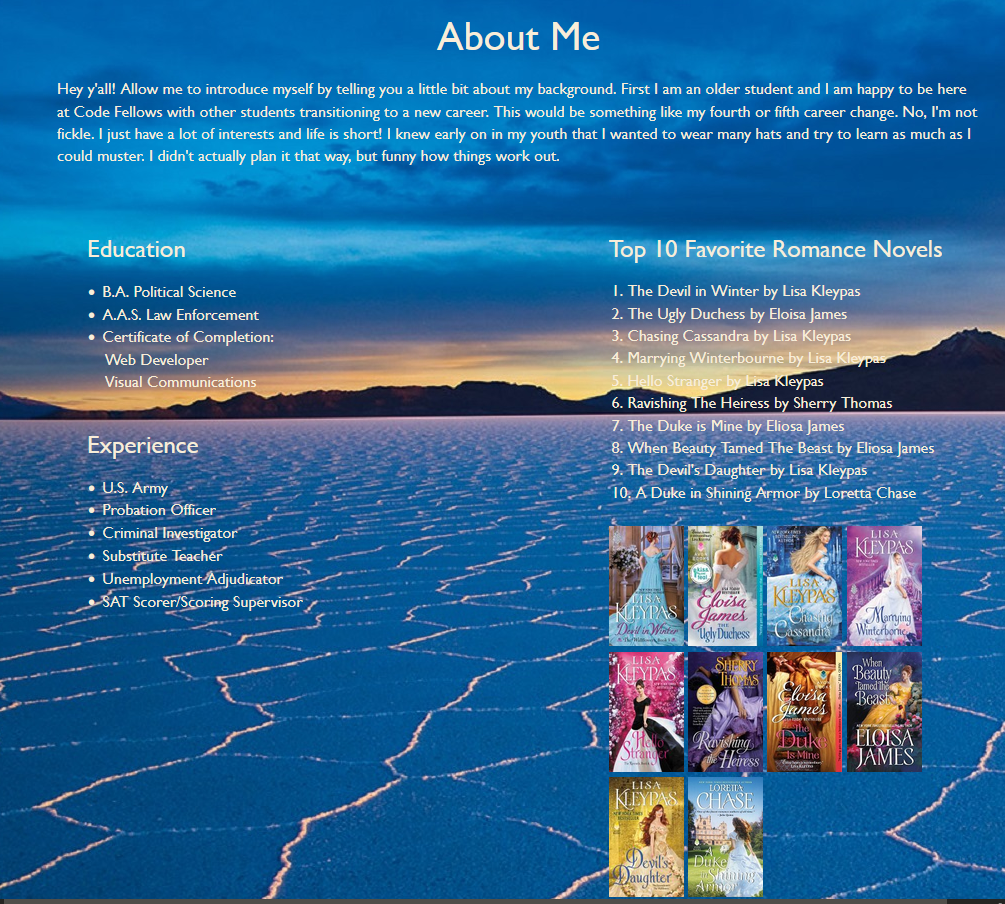 About Me
Hey y'all! Allow me to introduce myself by telling you a little bit about my background. First I am an older student and I am happy to be here
at Code Fellows with other students transitioning to a new career. This would be something like my fourth or fifth career change. No, I'm not
fickle. I just have a lot of interests and life is short! I knew early on in my youth that I wanted to wear many hats and try to learn as much as I
could muster. I didn't actually plan it that way, but funny how things work out.
Education
• B.A. Political Science
• A.A.S. Law Enforcement
• Certificate of Completion:
Web Developer
Visual Communications
Experience
• U.S. Army
• Probation Officer
• Criminal Investigator
• Substitute Teacher
• Unemployment Adjudicator
• SAT Scorer/Scoring Supervisor
Top 10 Favorite Romance Novels
1. The Devil in Winter by Lisa Kleypas
2. The Ugly Duchess by Eloisa James
3. Chasing Cassandra by Lisa Kleypas
4. Marrying Winterbourne by Lisa Kleypas
5. Hello Stranger by Lisa Kleypas
6. Ravishing The Heiress by Sherry Thomas
7. The Duke is Mine by Eliosa James
8. When Beauty Tamed The Beast by Eliosa James
9. The Devil's Daughter by Lisa Kleypas
10. A Duke in Shining Armor by Loretta Chase
LISA
KLEYPAS
Devil in Winter
Eloisa
James
THE
Ugly Duchess
LISA
KLEYPAS
Chasing
Cassandra
LISA
KLEYPAS
Marrying
Winterborne
LISA
KLEYPAS
Hello
Stranger
SHERRY
THOMAS
Ravishing
the Heiress
Eloisa
James
The
Duke
Is Mine
When
Beauty
Tamed the
Beast
ELOISA
JAMES
LISA
KLEYPAS
Devil's
Daughter
LORETTA
CHASE
A
Duke
in Shining
Armor